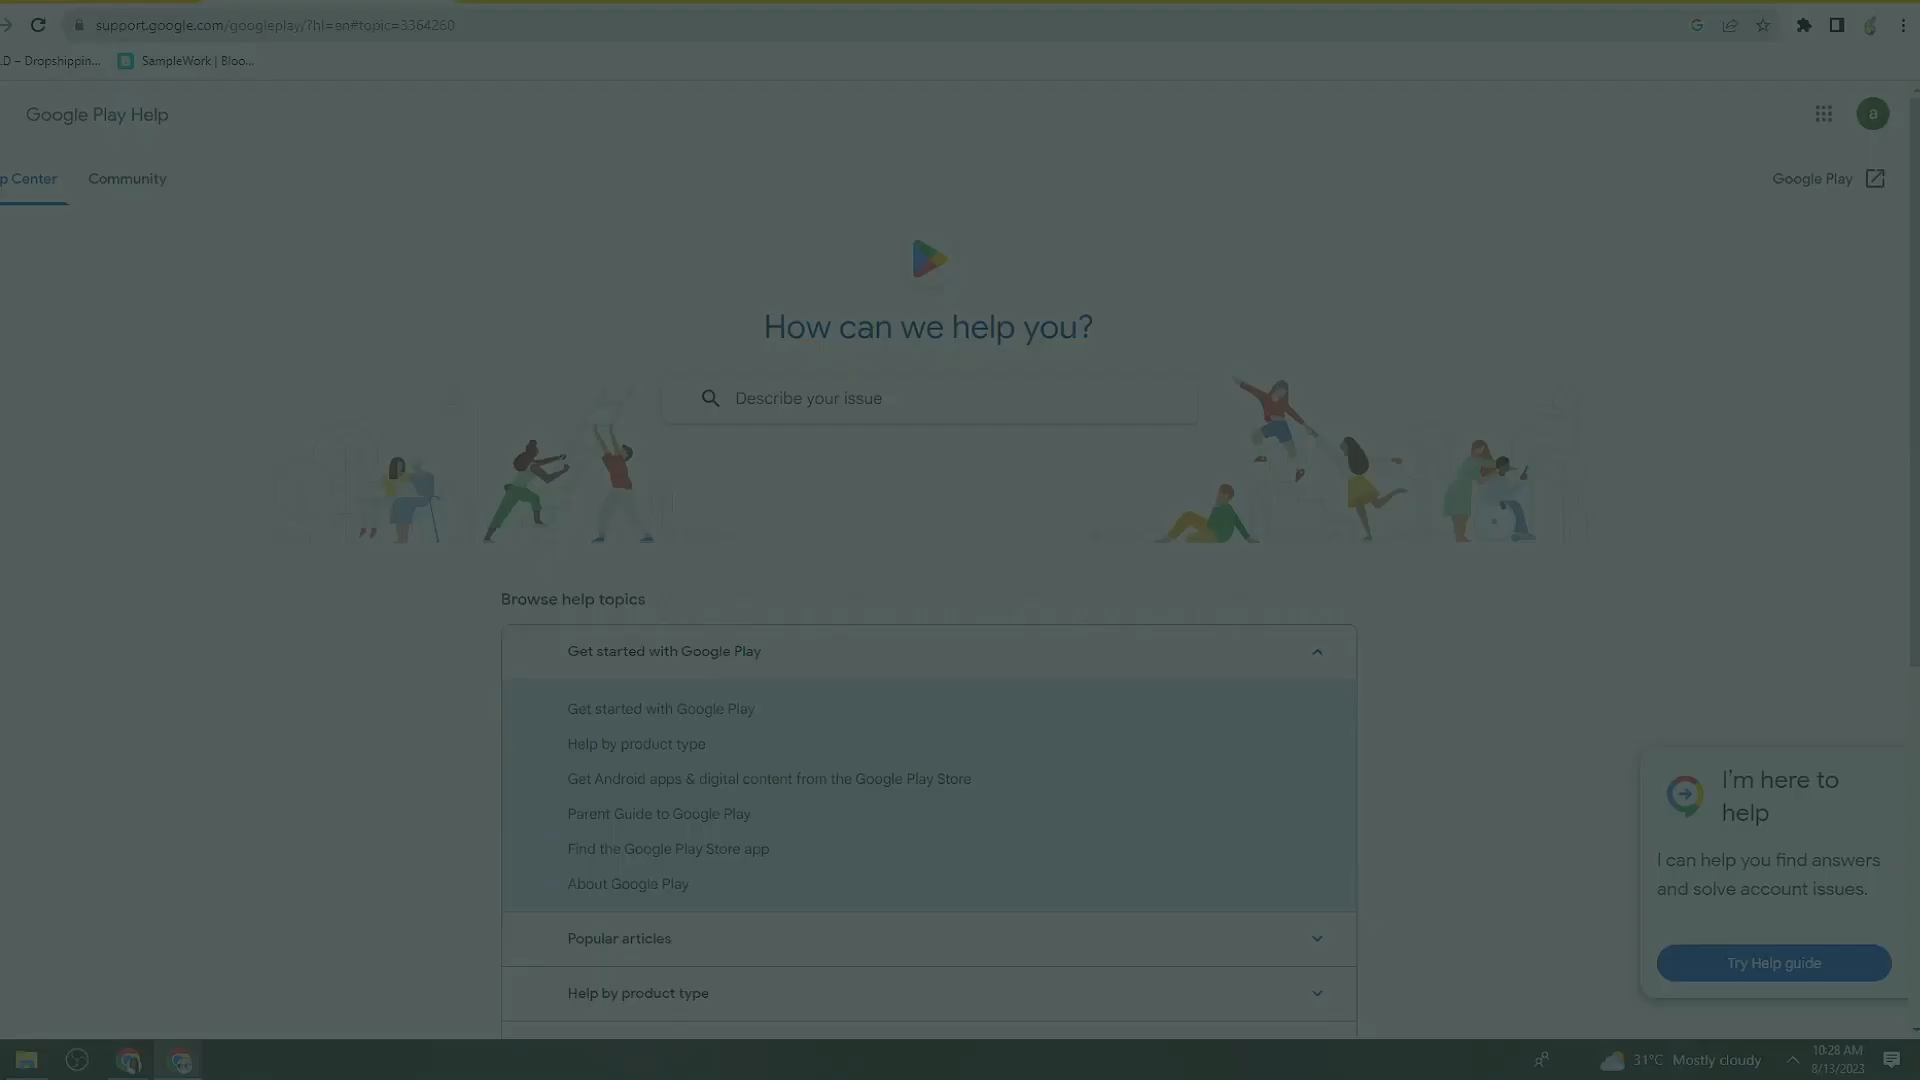 support.google.com/googleplay/?hl=en#topic=3364260
.D – Dropshippin...
SampleWork | Bloo...
Google Play Help
a
p Center
Community
Google Play
How can we help you?
Describe your issue
Browse help topics
Get started with Google Play
Get started with Google Play
Help by product type
Get Android apps & digital content from the Google Play Store
Parent Guide to Google Play
Find the Google Play Store app
About Google Play
Popular articles
Help by product type
I'm here to
help
I can help you find answers
and solve account issues.
Try Help guide
31°C Mostly cloudy
10:28 AM
8/13/2023